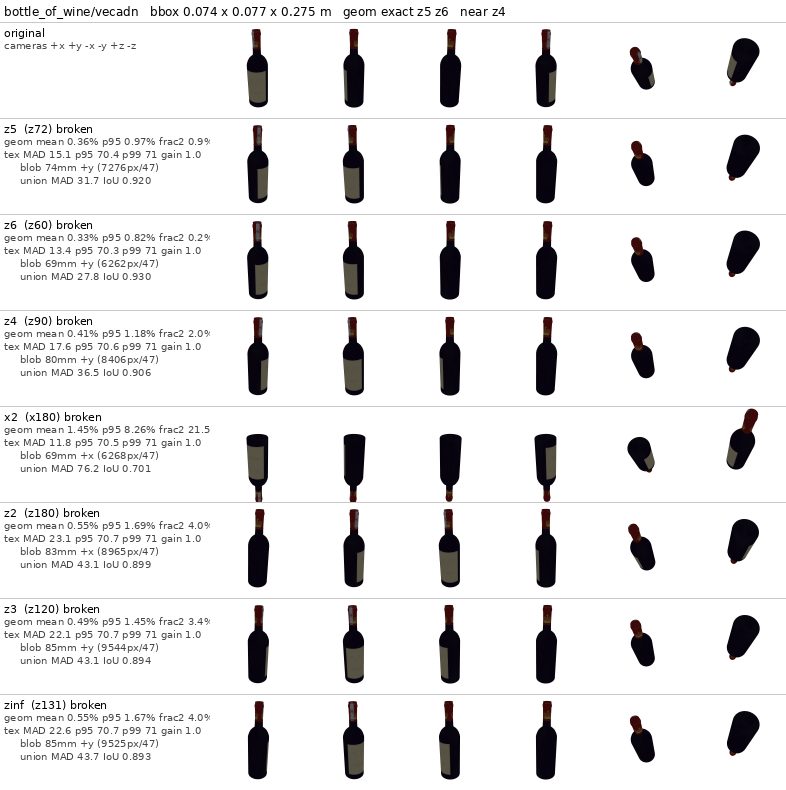 bottle_of_wine/vecadn   bbox 0.074 x 0.077 x 0.275 m   geom exact z5 z6   near z4
original
cameras +x +y -x -y +z -z
z5  (z72) broken
geom mean 0.36% p95 0.97% frac2 0.9%
tex MAD 15.1 p95 70.4 p99 71 gain 1.0
blob 74mm +y (7276px/47)
union MAD 31.7 IoU 0.920
z6  (z60) broken
geom mean 0.33% p95 0.82% frac2 0.2%
tex MAD 13.4 p95 70.3 p99 71 gain 1.0
blob 69mm +y (6262px/47)
union MAD 27.8 IoU 0.930
z4  (z90) broken
geom mean 0.41% p95 1.18% frac2 2.0%
tex MAD 17.6 p95 70.6 p99 71 gain 1.0
blob 80mm +y (8406px/47)
union MAD 36.5 IoU 0.906
x2  (x180) broken
geom mean 1.45% p95 8.26% frac2 21.5
tex MAD 11.8 p95 70.5 p99 71 gain 1.0
blob 69mm +x (6268px/47)
union MAD 76.2 IoU 0.701
z2  (z180) broken
geom mean 0.55% p95 1.69% frac2 4.0%
tex MAD 23.1 p95 70.7 p99 71 gain 1.0
blob 83mm +x (8965px/47)
union MAD 43.1 IoU 0.899
z3  (z120) broken
geom mean 0.49% p95 1.45% frac2 3.4%
tex MAD 22.1 p95 70.7 p99 71 gain 1.0
blob 85mm +y (9544px/47)
union MAD 43.1 IoU 0.894
zinf  (z131) broken
geom mean 0.55% p95 1.67% frac2 4.0%
tex MAD 22.6 p95 70.7 p99 71 gain 1.0
blob 85mm +y (9525px/47)
union MAD 43.7 IoU 0.893